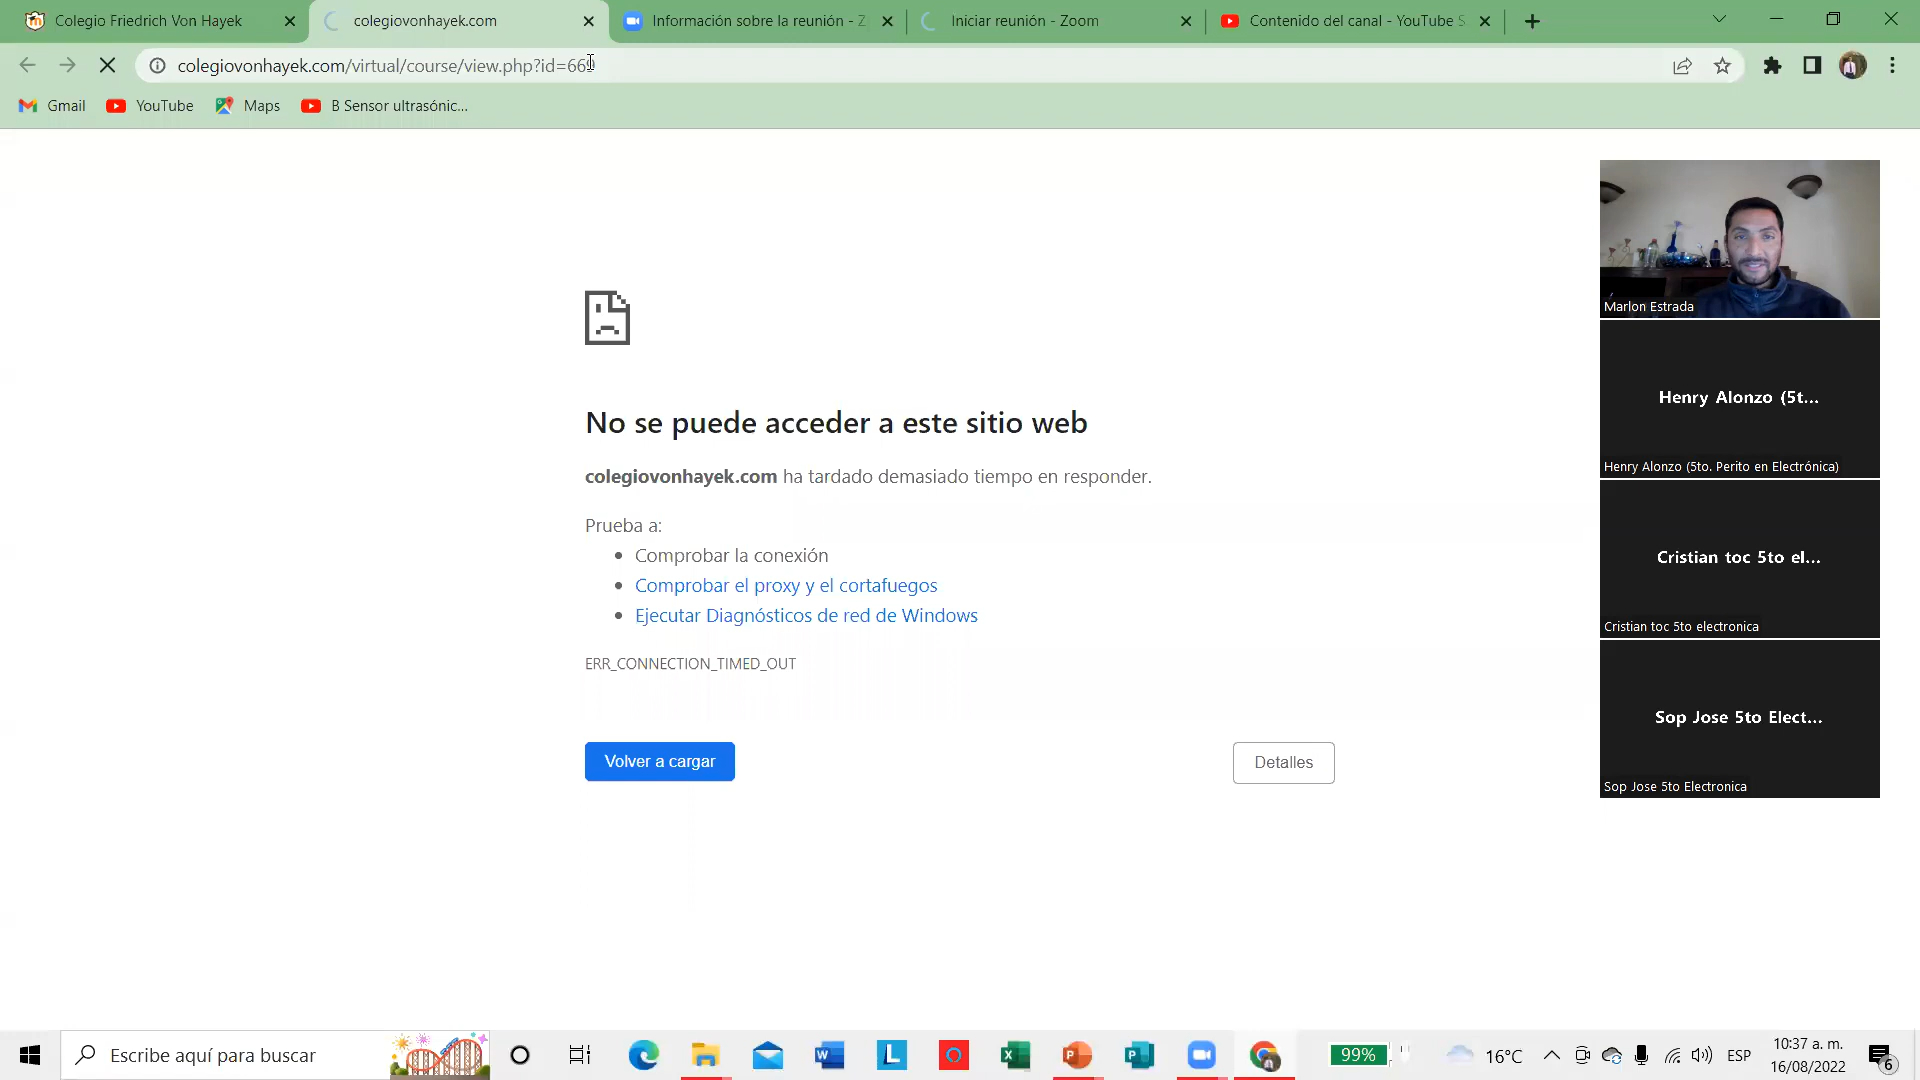 Colegio Friedrich Von Hayek
colegiovonhayek.com
Información sobre la reunión - Z
Iniciar reunión - Zoom
Contenido del canal - YouTube S
colegiovonhayek.com/virtual/course/view.php?id=66
Gmail
YouTube
Maps
B Sensor ultrasónic...
No se puede acceder a este sitio web
colegiovonhayek.com ha tardado demasiado tiempo en responder.
Prueba a:
Comprobar la conexión
Comprobar el proxy y el cortafuegos
Ejecutar Diagnósticos de red de Windows
ERR_CONNECTION_TIMED_OUT
Volver a cargar
Detalles
Marlon Estrada
Henry Alonzo (5t...
Henry Alonzo (5to. Perito en Electrónica)
Cristian toc 5to el...
Cristian toc 5to electronica
Sop Jose 5to Elect...
Sop Jose 5to Electronica
Escribe aquí para buscar
99%
16°C
ESP
10:37 a. m.
16/08/2022
6